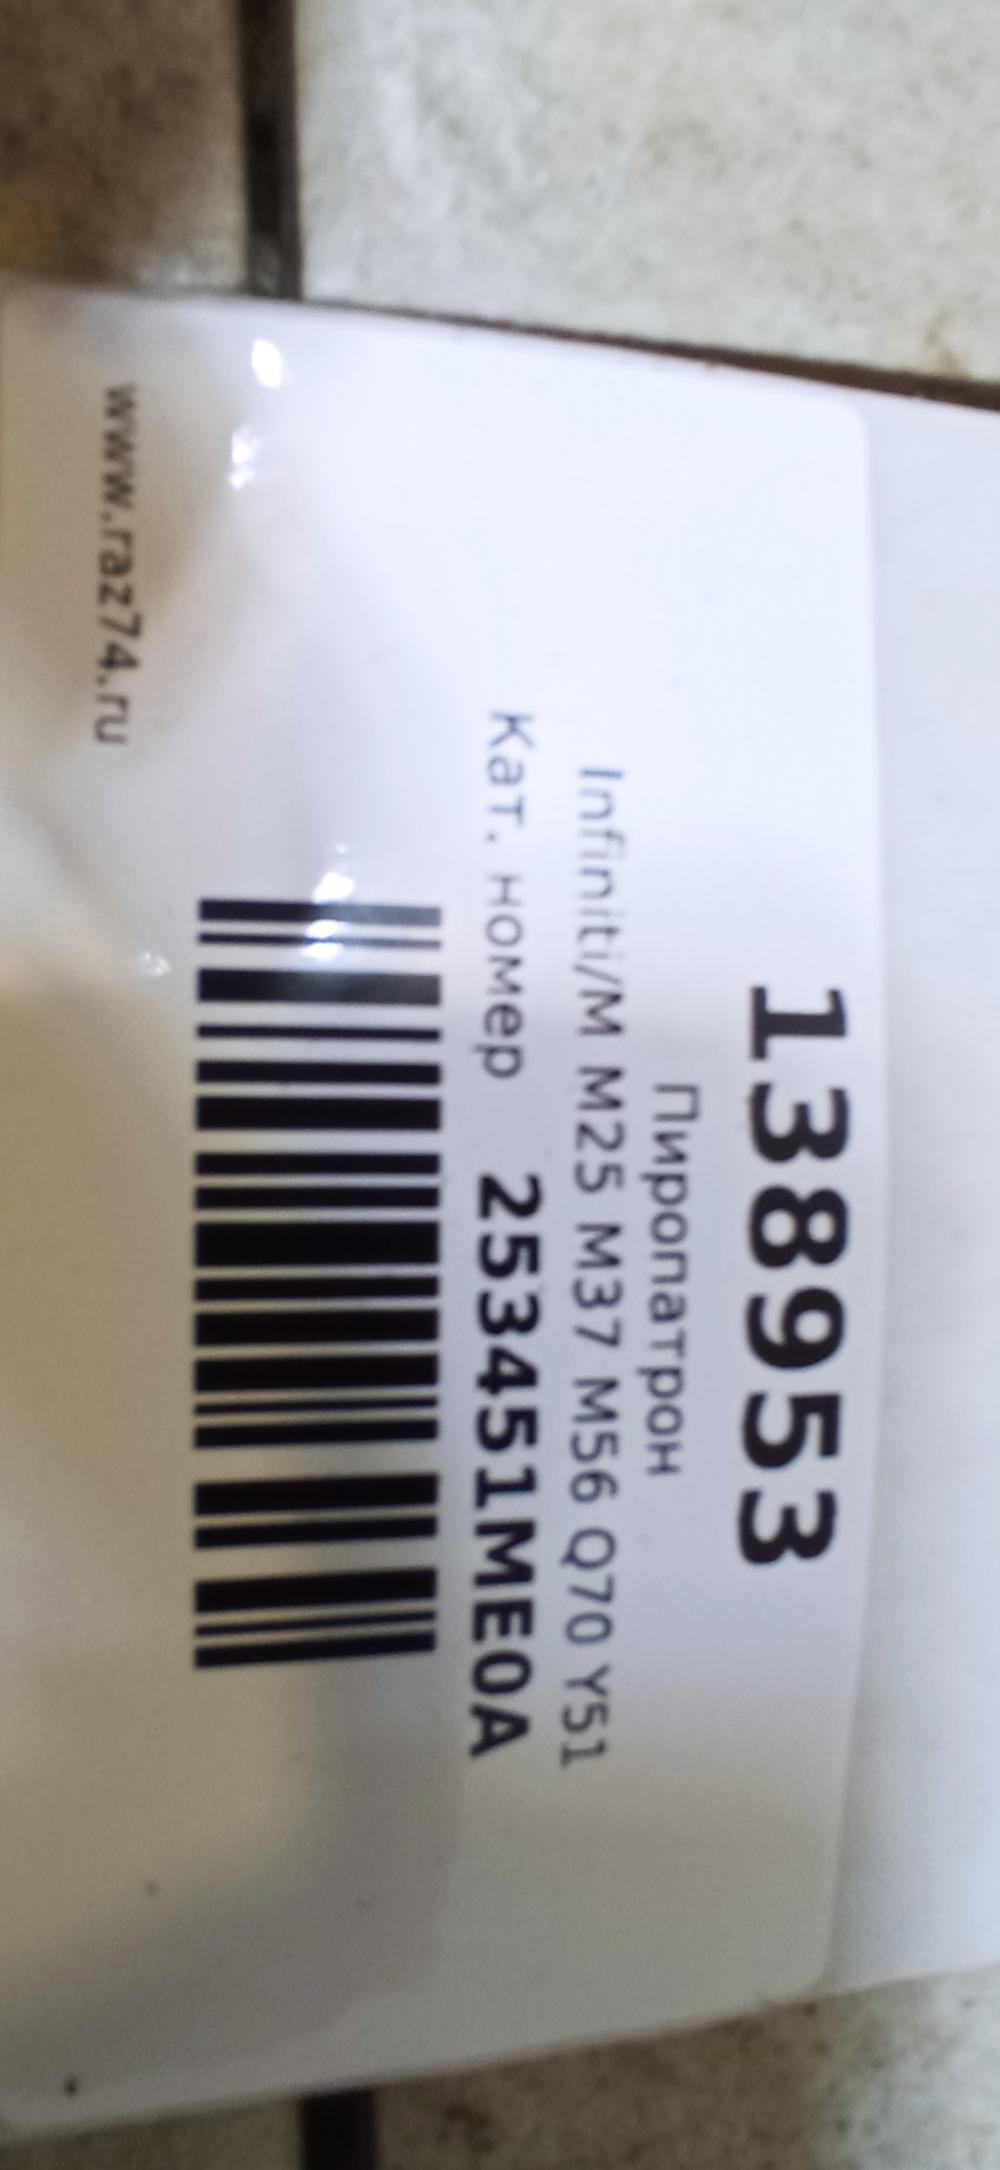 138953
Пиропатрон
Infiniti/M M25 M37 M56 Q70 Y51
Кат. номер 253451ME0A
www.raz74.ru